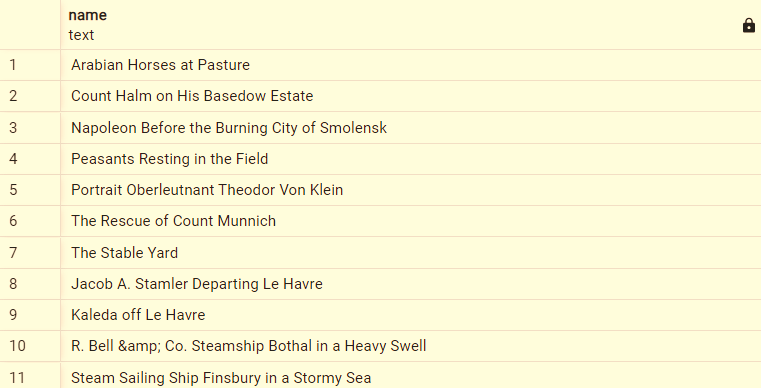 name
text
1 Arabian Horses at Pasture
2 Count Halm on His Basedow Estate
3 Napoleon Before the Burning City of Smolensk
4 Peasants Resting in the Field
5 Portrait Oberleutnant Theodor Von Klein
6 The Rescue of Count Munnich
7 The Stable Yard
8 Jacob A. Stamler Departing Le Havre
9 Kaleda off Le Havre
10 R. Bell &amp; Co. Steamship Bothal in a Heavy Swell
11 Steam Sailing Ship Finsbury in a Stormy Sea